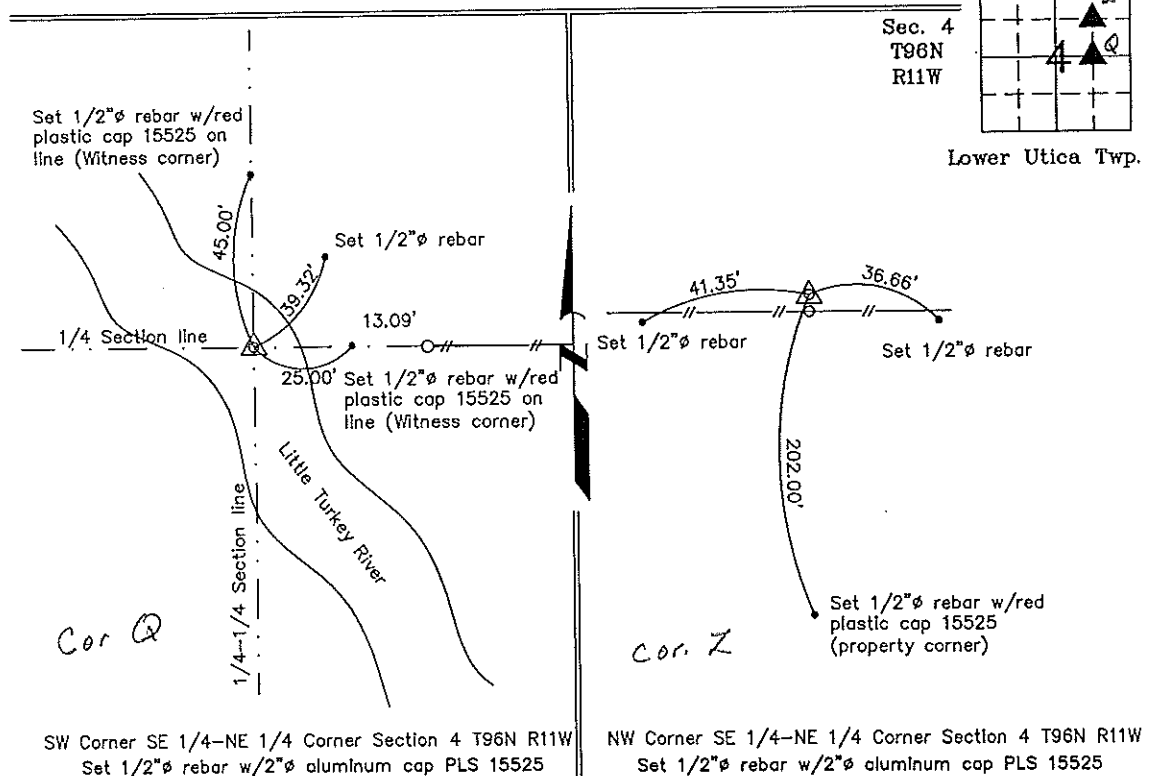 Sec. 4
T96N
R11W
4
Q
Lower Utica Twp.
Set 1/2"ø rebar w/red
plastic cap 15525 on
line (Witness corner)
45.00'
Set 1/2"ø rebar
39.32'
13.09'
1/4 Section line
25.00'
Set 1/2"ø rebar w/red
plastic cap 15525 on
line (Witness corner)
Little Turkey River
1/4-1/4 Section line
Cor Q
SW Corner SE 1/4-NE 1/4 Corner Section 4 T96N R11W
Set 1/2"ø rebar w/2"ø aluminum cap PLS 15525
41.35'
36.66'
Set 1/2"ø rebar
Set 1/2"ø rebar
202.00'
Set 1/2"ø rebar w/red
plastic cap 15525
(property corner)
cor. Z
NW Corner SE 1/4-NE 1/4 Corner Section 4 T96N R11W
Set 1/2"ø rebar w/2"ø aluminum cap PLS 15525